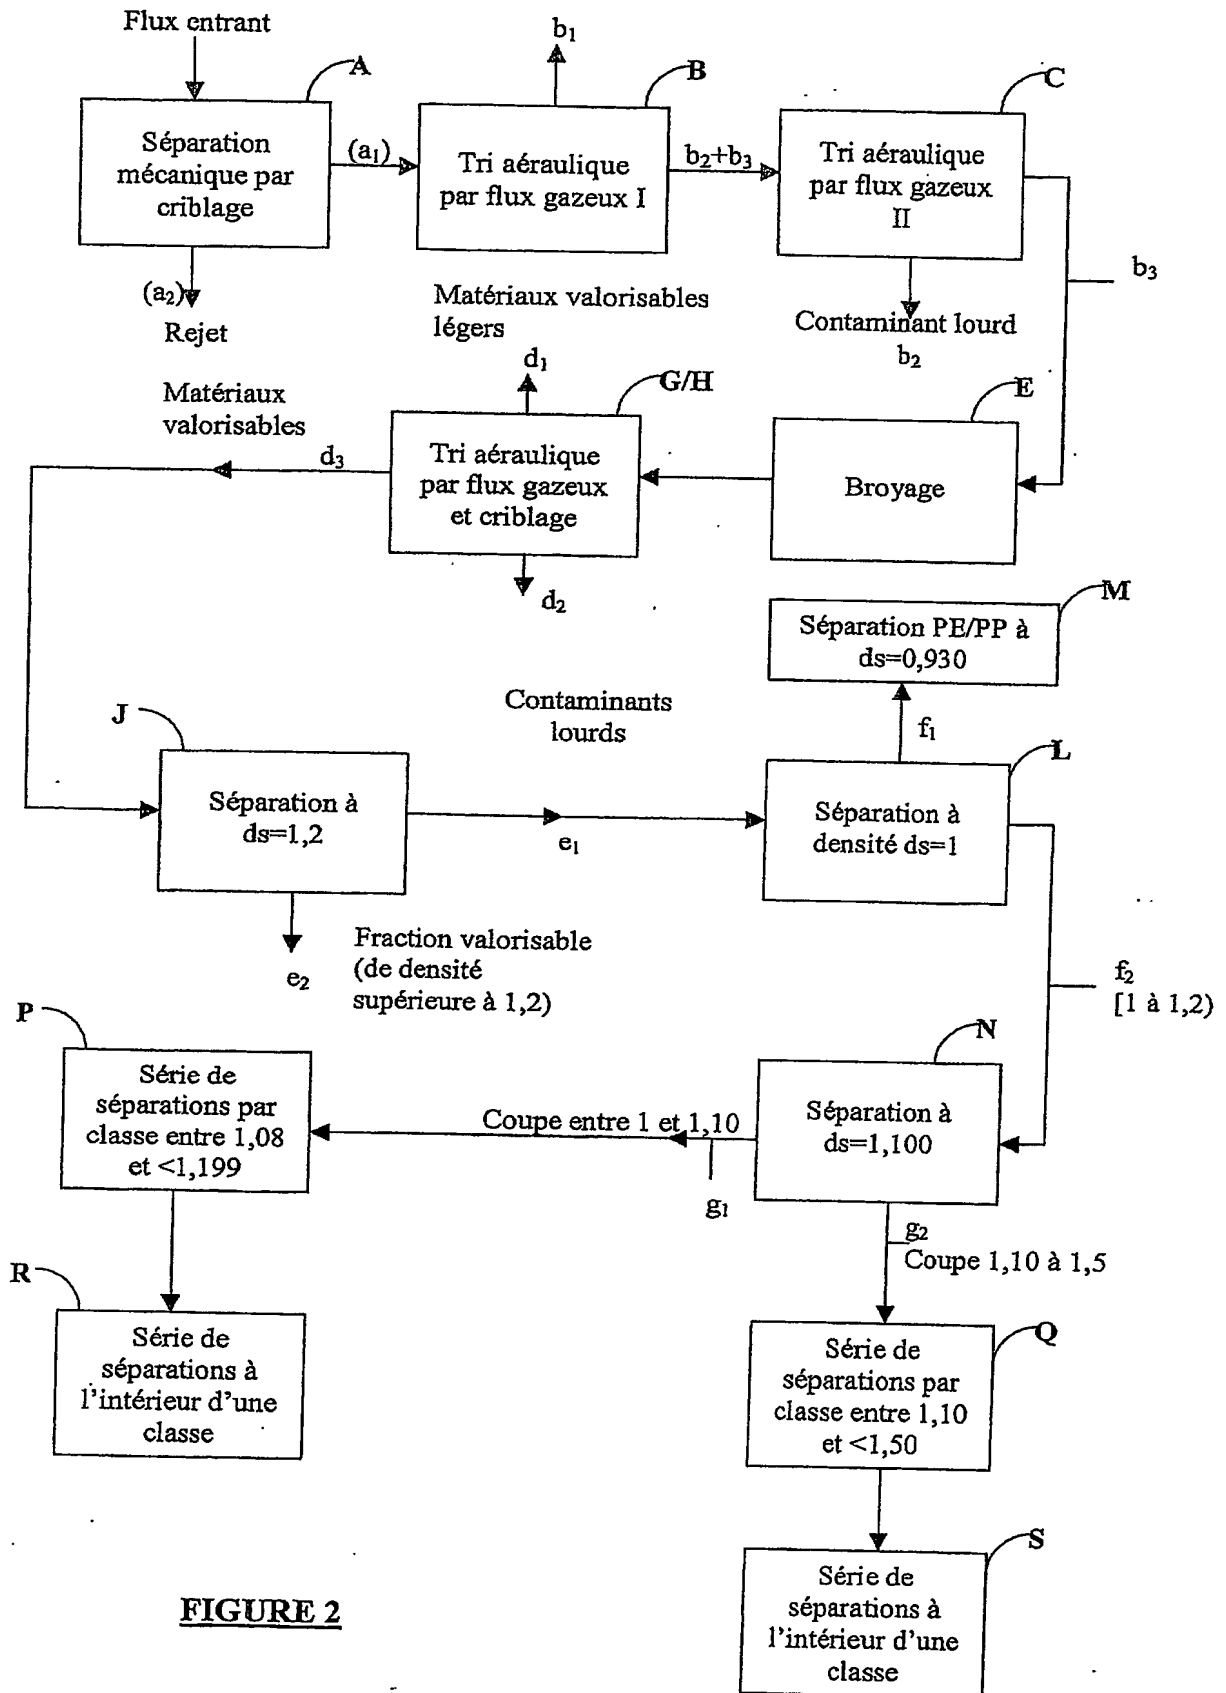 Flux entrant
A
Séparation
mécanique par
criblage
(a₁)
(a₂)
Rejet
b₁
B
Tri aéraulique
par flux gazeux I
b₂+b₃
C
Tri aéraulique
par flux gazeux
II
b₃
Contaminant lourd
b₂
Matériaux valorisables
légers
d₁
G/H
Tri aéraulique
par flux gazeux
et criblage
E
Broyage
Matériaux
valorisables
d₃
d₂
M
Séparation PE/PP à
ds=0,930
f₁
Contaminants
lourds
J
Séparation à
ds=1,2
e₁
L
Séparation à
densité ds=1
e₂
Fraction valorisable
(de densité
supérieure à 1,2)
f₂
[1 à 1,2)
P
Série de
séparations par
classe entre 1,08
et <1,199
Coupe entre 1 et 1,10
g₁
N
Séparation à
ds=1,100
g₂
Coupe 1,10 à 1,5
R
Série de
séparations à
l'intérieur d'une
classe
Q
Série de
séparations par
classe entre 1,10
et <1,50
S
Série de
séparations à
l'intérieur d'une
classe
FIGURE 2